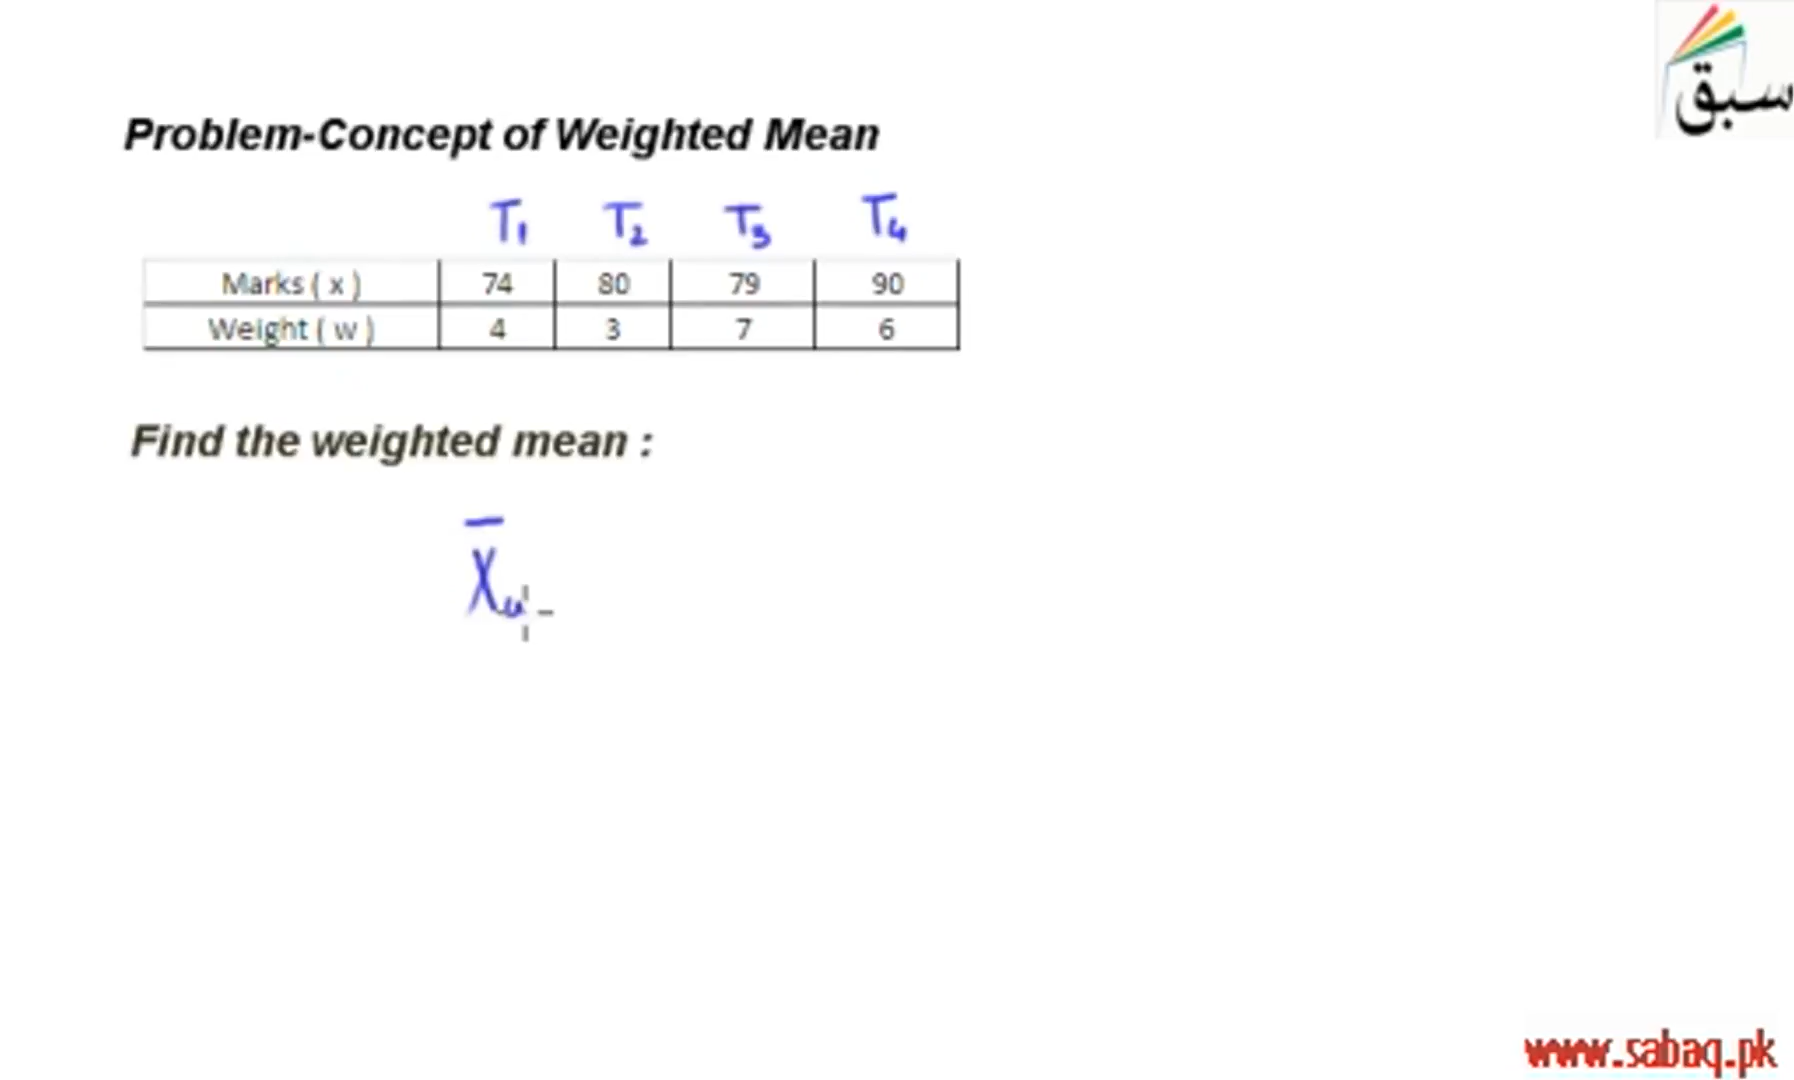 سبق
Problem-Concept of Weighted Mean
T1 T2 T3 T4
Marks ( x ) 74 80 79 90
Weight ( w ) 4 3 7 6
Find the weighted mean :
www.sabaq.pk